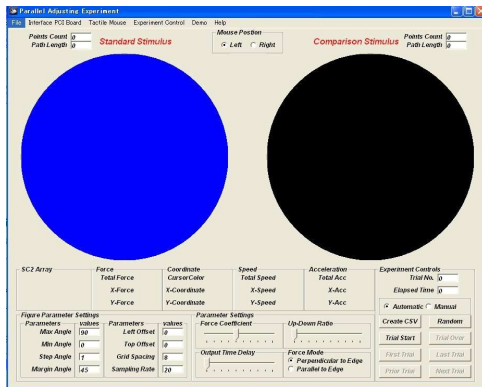 Parallel Adjusting Experiment
File Interface PCI Board Tactile Mouse Experiment Control Demo Help
Points Count 0
Path Length 0
Standard Stimulus
Mouse Postion
Left Right
Comparison Stimulus
Points Count 0
Path Length 0
SC2 Array
Force
Total Force
X-Force
Y-Force
Coordinate
CursorColor
X-Coordinate
Y-Coordinate
Speed
Total Speed
X-Speed
Y-Speed
Acceleration
Total Acc
X-Acc
Y-Acc
Experiment Controls
Trial No. 0
Elapsed Time 0
Automatic Manual
Create CSV Random
Trial Start Trial Over
First Trial Last Trial
Prior Trial Next Trial
Figure Parameter Settings
Parameters values Parameters values
Max Angle 90 Left Offset 0
Min Angle 0 Top Offset 0
Step Angle 1 Grid Spacing 8
Margin Angle 45 Sampling Rate 20
Parameter Settings
Force Coefficient
Up-Down Ratio
Output Time Delay
Force Mode
Perpendicular to Edge
Parallel to Edge